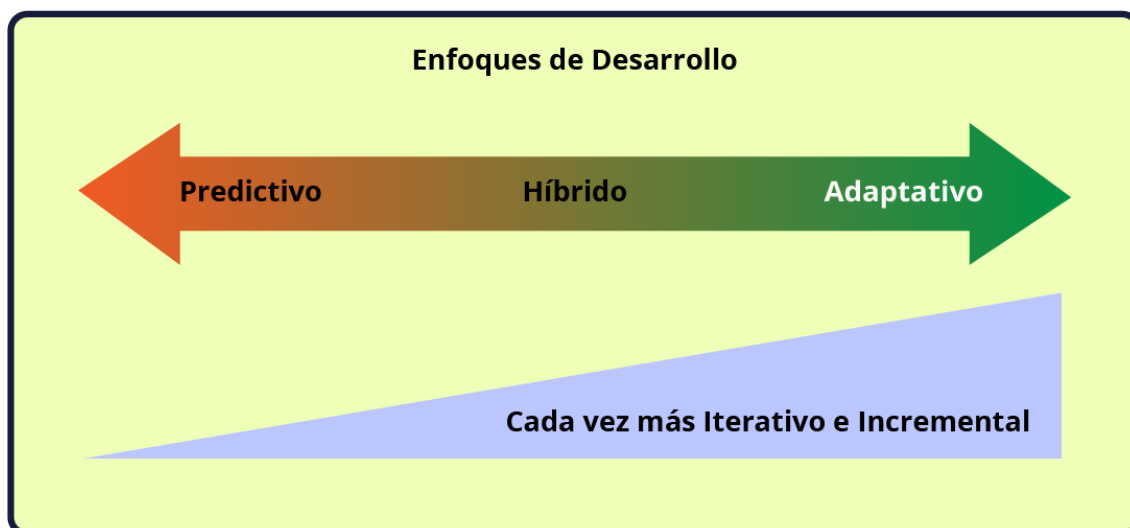 Enfoques de Desarrollo
Predictivo Híbrido Adaptativo
Cada vez más Iterativo e Incremental